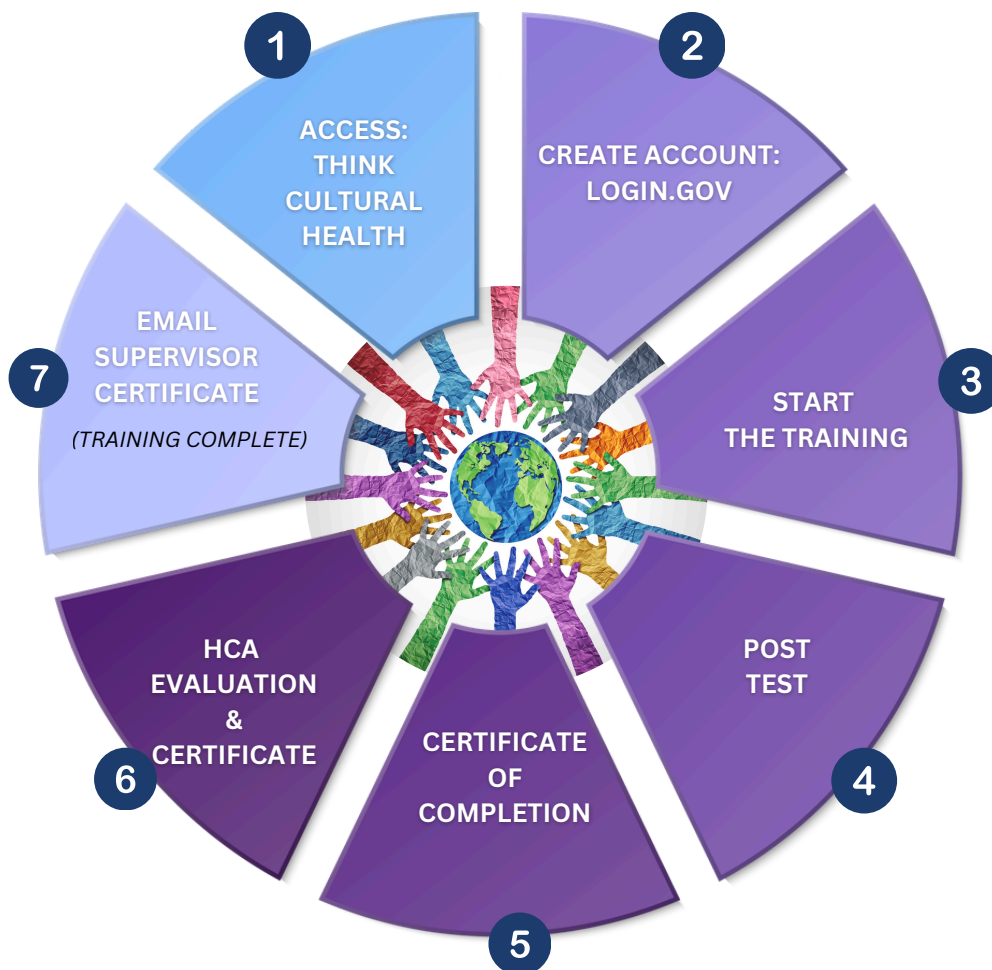 1
ACCESS:
THINK
CULTURAL
HEALTH
2
CREATE ACCOUNT:
LOGIN.GOV
3
START
THE TRAINING
4
POST
TEST
5
CERTIFICATE
OF
COMPLETION
6
HCA
EVALUATION
&
CERTIFICATE
7
EMAIL
SUPERVISOR
CERTIFICATE
(TRAINING COMPLETE)